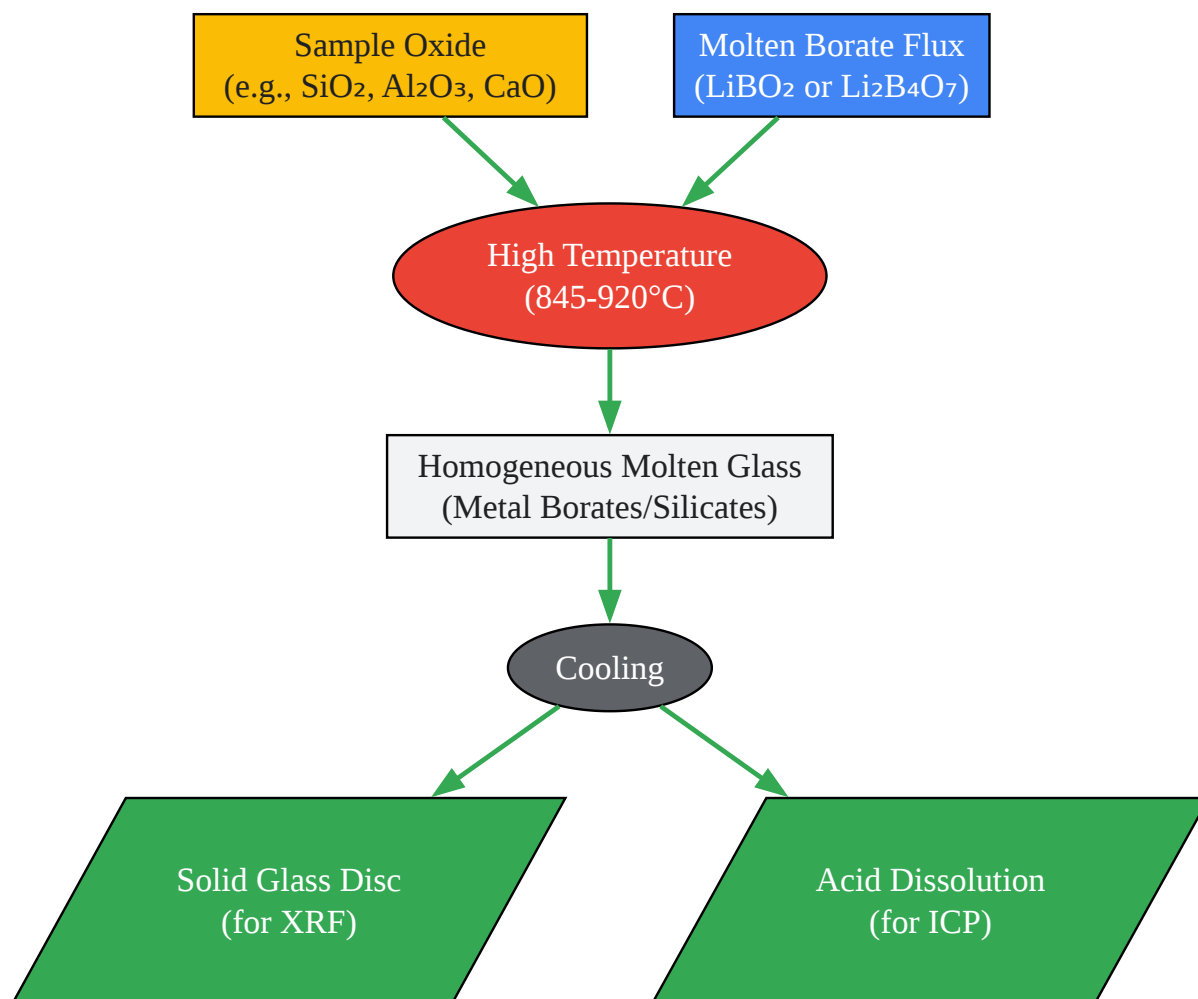 Sample Oxide
(e.g., SiO₂, Al₂O₃, CaO)
Molten Borate Flux
(LiBO₂ or Li₂B₄O₇)
High Temperature
(845-920°C)
Homogeneous Molten Glass
(Metal Borates/Silicates)
Cooling
Solid Glass Disc
(for XRF)
Acid Dissolution
(for ICP)